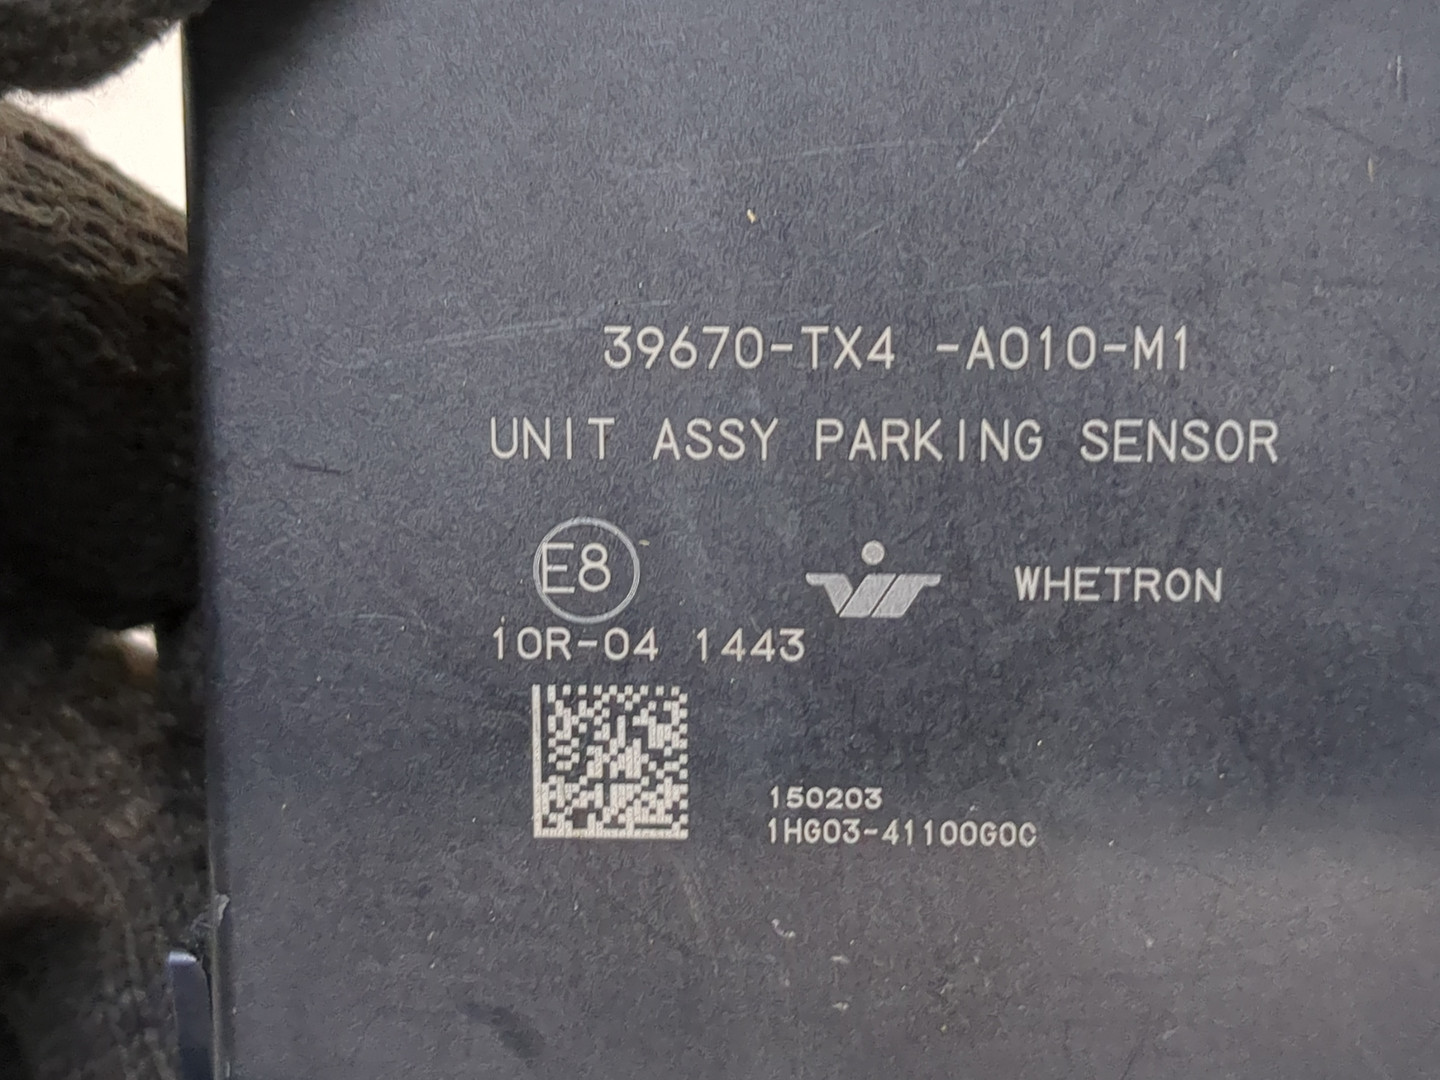 39670-TX4 -A010-M1
UNIT ASSY PARKING SENSOR
E8
WHETRON
10R-04 1443
150203
1HG03-41100G0C